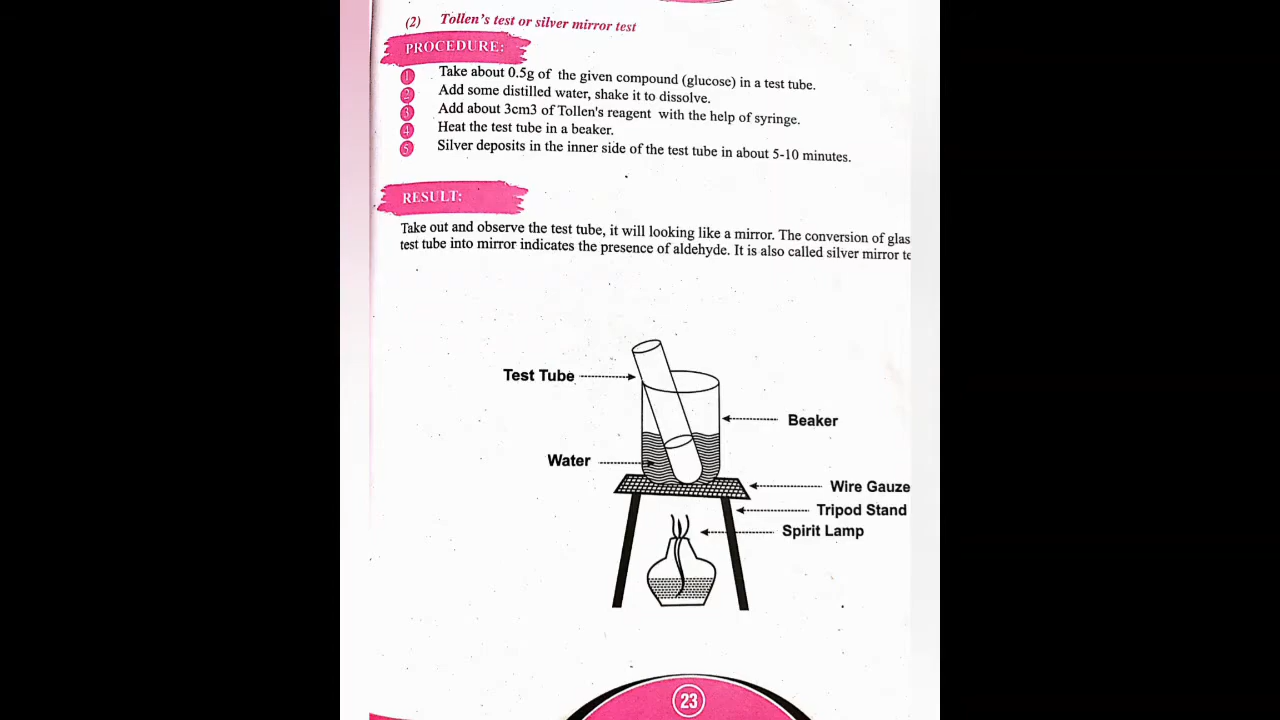 (2) Tollen's test or silver mirror test
PROCEDURE:
1 Take about 0.5g of the given compound (glucose) in a test tube.
2 Add some distilled water, shake it to dissolve.
3 Add about 3cm3 of Tollen's reagent with the help of syringe.
4 Heat the test tube in a beaker.
5 Silver deposits in the inner side of the test tube in about 5-10 minutes.
RESULT:
Take out and observe the test tube, it will looking like a mirror. The conversion of glas
test tube into mirror indicates the presence of aldehyde. It is also called silver mirror te
Test Tube
Beaker
Water
Wire Gauze
Tripod Stand
Spirit Lamp
23